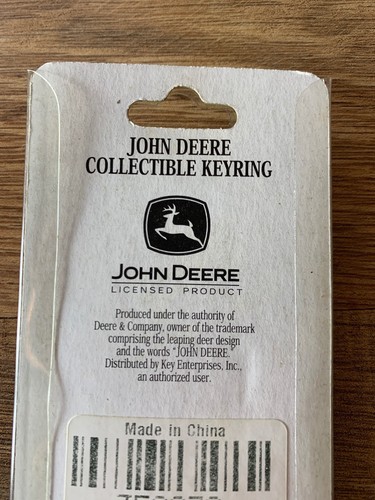 JOHN DEERE
COLLECTIBLE KEYRING
JOHN DEERE
LICENSED PRODUCT
Produced under the authority of
Deere & Company, owner of the trademark
comprising the leaping deer design
and the words "JOHN DEERE."
Distributed by Key Enterprises, Inc.,
an authorized user.
Made in China